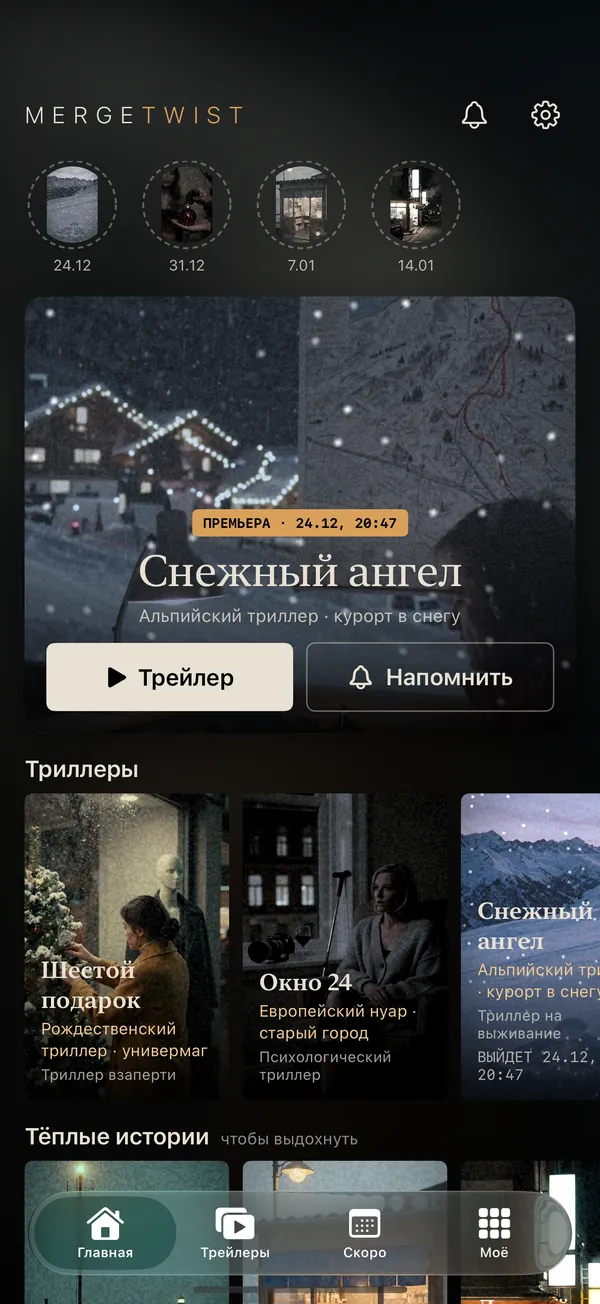 MERGETWIST
24.12
31.12
7.01
14.01
ПРЕМЬЕРА · 24.12, 20:47
Снежный ангел
Альпийский триллер · курорт в снегу
Трейлер
Напомнить
Триллеры
Шестой
подарок
Рождественский
триллер · универмаг
Триллер взаперти
Окно 24
Европейский нуар ·
старый город
Психологический
триллер
Снежный
ангел
Альпийский три
· курорт в снегу
Триллер на
выживание
ВЫЙДЕТ 24.12,
20:47
Тёплые истории чтобы выдохнуть
Главная
Трейлеры
Скоро
Моё